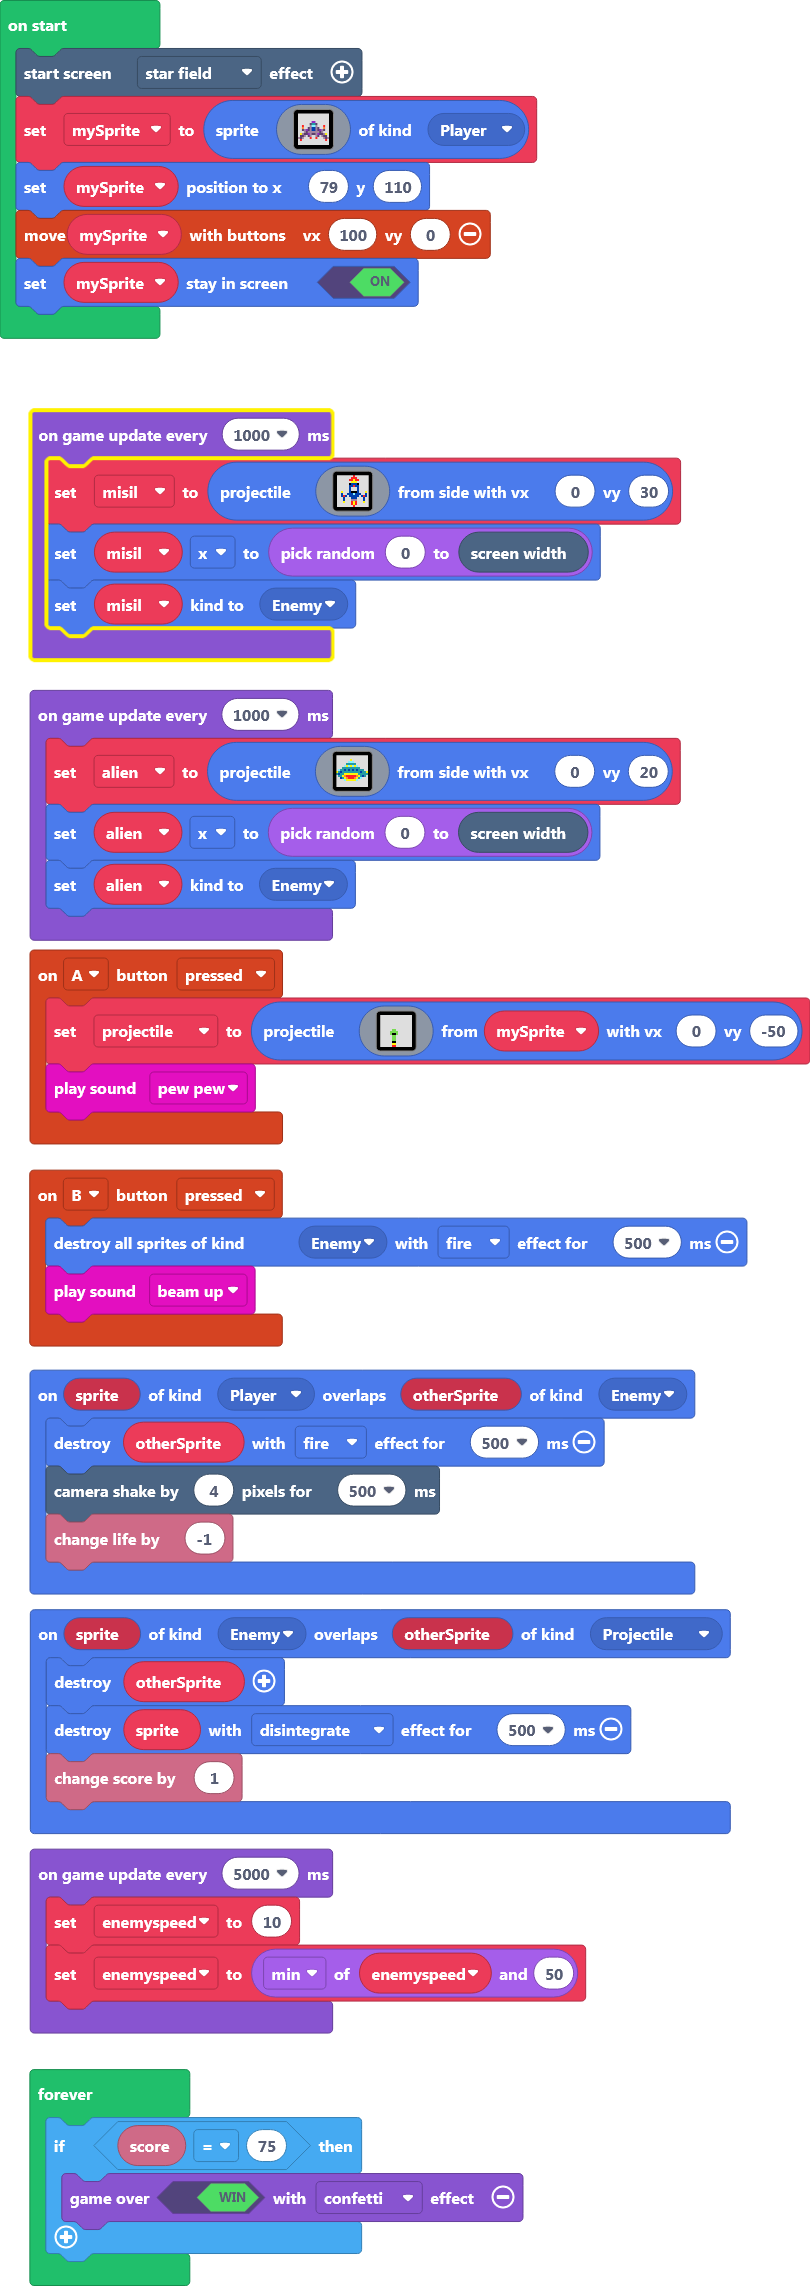 on start
start screen star field effect
set mySprite to sprite of kind Player
set mySprite position to x 79 y 110
move mySprite with buttons vx 100 vy 0
set mySprite stay in screen ON
on game update every 1000 ms
set misil to projectile from side with vx 0 vy 30
set misil x to pick random 0 to screen width
set misil kind to Enemy
on game update every 1000 ms
set alien to projectile from side with vx 0 vy 20
set alien x to pick random 0 to screen width
set alien kind to Enemy
on A button pressed
set projectile to projectile from mySprite with vx 0 vy -50
play sound pew pew
on B button pressed
destroy all sprites of kind Enemy with fire effect for 500 ms
play sound beam up
on sprite of kind Player overlaps otherSprite of kind Enemy
destroy otherSprite with fire effect for 500 ms
camera shake by 4 pixels for 500 ms
change life by -1
on sprite of kind Enemy overlaps otherSprite of kind Projectile
destroy otherSprite
destroy sprite with disintegrate effect for 500 ms
change score by 1
on game update every 5000 ms
set enemyspeed to 10
set enemyspeed to min of enemyspeed and 50
forever
if score = 75 then
game over WIN with confetti effect